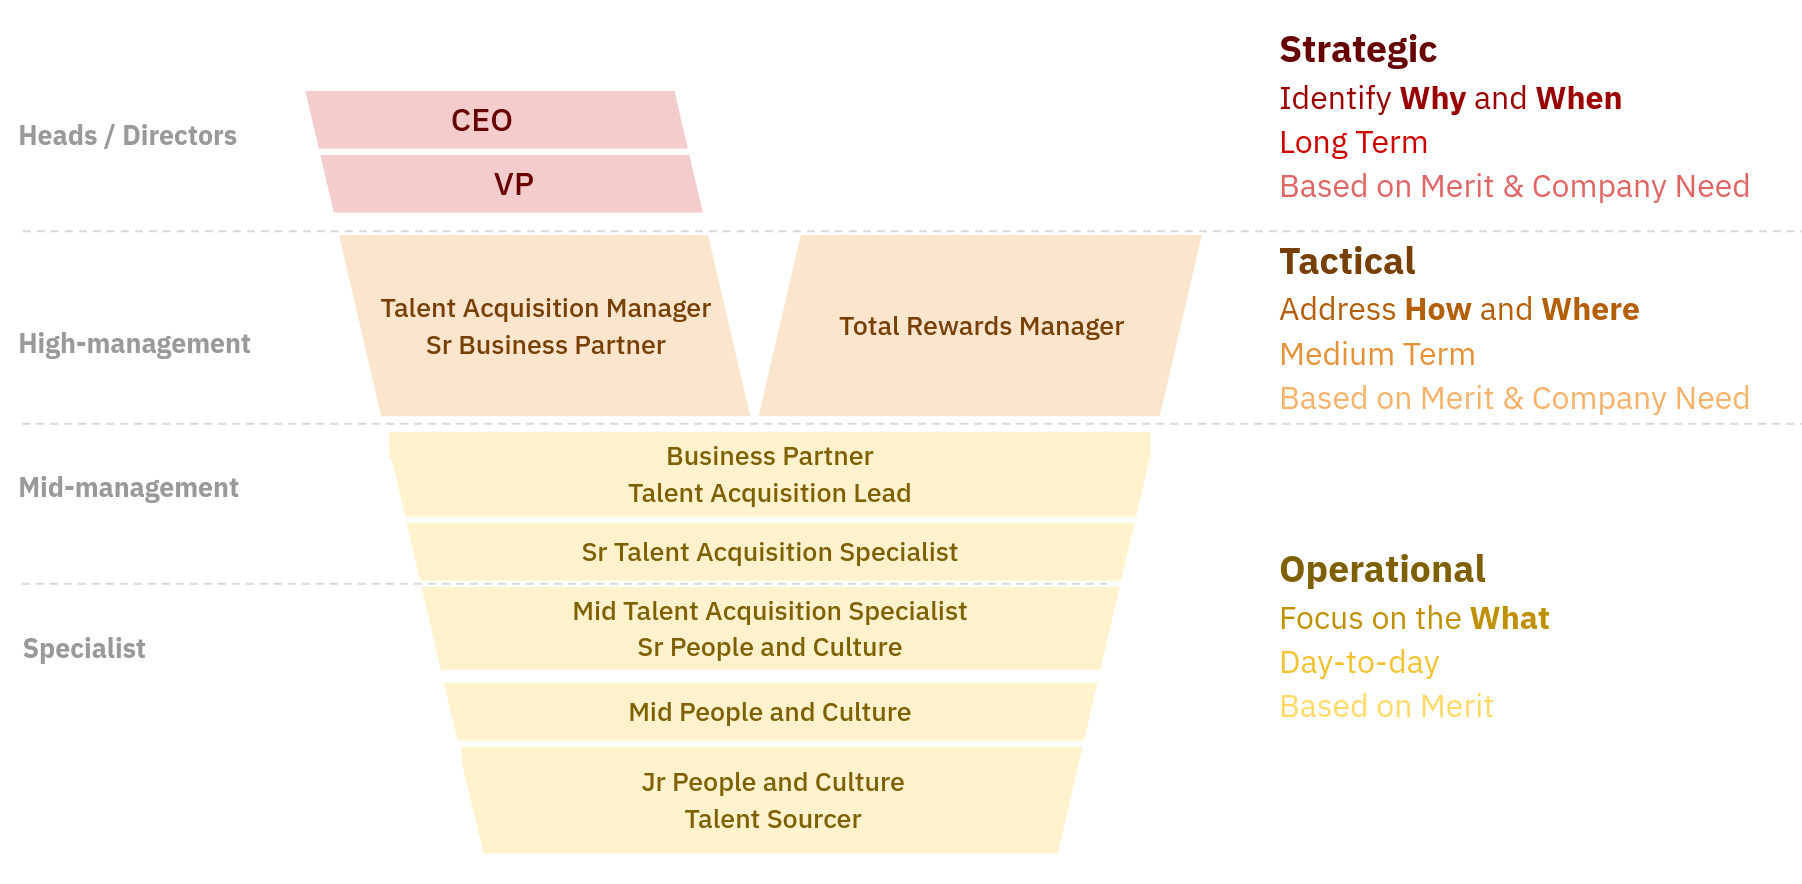 Strategic
Identify Why and When
Long Term
Based on Merit & Company Need
Heads / Directors
CEO
VP
Tactical
Address How and Where
Medium Term
Based on Merit & Company Need
High-management
Talent Acquisition Manager
Sr Business Partner
Total Rewards Manager
Mid-management
Business Partner
Talent Acquisition Lead
Sr Talent Acquisition Specialist
Operational
Focus on the What
Day-to-day
Based on Merit
Specialist
Mid Talent Acquisition Specialist
Sr People and Culture
Mid People and Culture
Jr People and Culture
Talent Sourcer